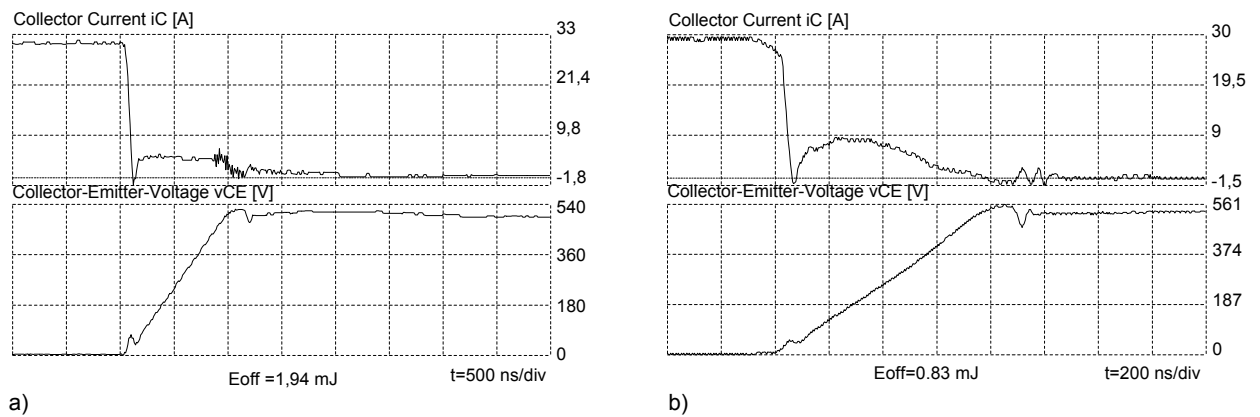 Collector Current iC [A]
33
21,4
9,8
-1,8
Collector-Emitter-Voltage vCE [V]
540
360
180
0
Eoff =1,94 mJ
t=500 ns/div
a)
Collector Current iC [A]
30
19,5
9
-1,5
Collector-Emitter-Voltage vCE [V]
561
374
187
0
Eoff=0.83 mJ
t=200 ns/div
b)